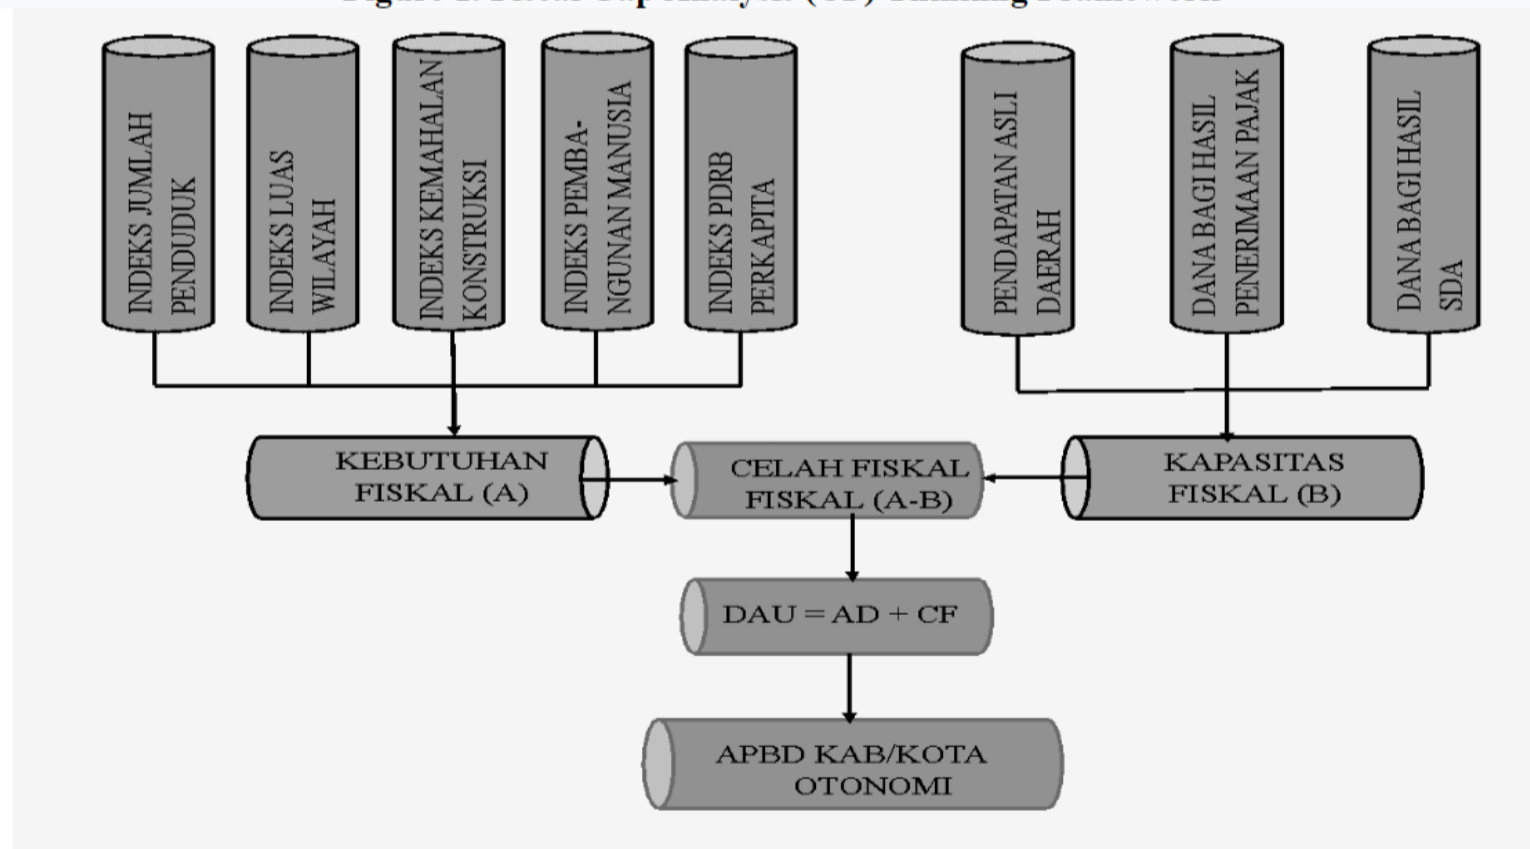 INDEKS JUMLAH
PENDUDUK
INDEKS LUAS
WILAYAH
INDEKS KEMAHALAN
KONSTRUKSI
INDEKS PEMBA-
NGUNAN MANUSIA
INDEKS PDRB
PERKAPITA
PENDAPATAN ASLI
DAERAH
DANA BAGI HASIL
PENERIMAAN PAJAK
DANA BAGI HASIL
SDA
KEBUTUHAN
FISKAL (A)
CELAH FISKAL
FISKAL (A-B)
KAPASITAS
FISKAL (B)
DAU = AD + CF
APBD KAB/KOTA
OTONOMI